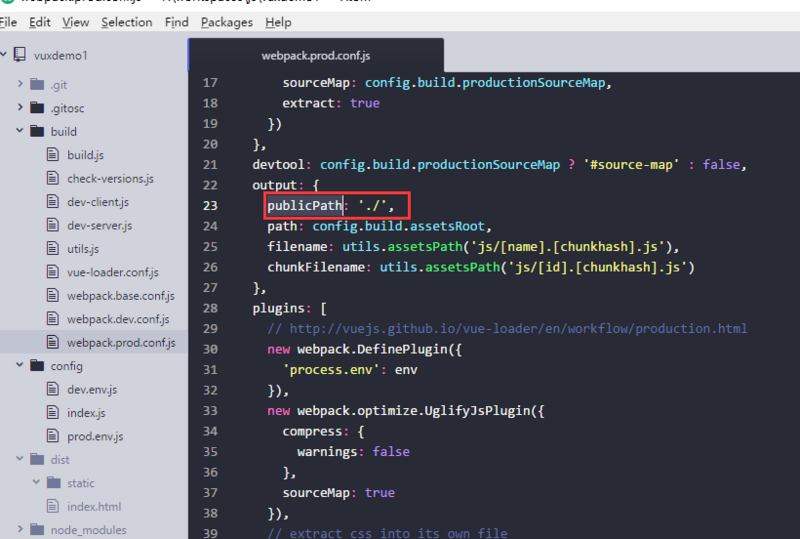 File Edit View Selection Find Packages Help
vuxdemo1
.git
.gitosc
build
build.js
check-versions.js
dev-client.js
dev-server.js
utils.js
vue-loader.conf.js
webpack.base.conf.js
webpack.dev.conf.js
webpack.prod.conf.js
config
dev.env.js
index.js
prod.env.js
dist
static
index.html
node_modules
webpack.prod.conf.js
17 sourceMap: config.build.productionSourceMap,
18 extract: true
19 })
20 },
21 devtool: config.build.productionSourceMap ? '#source-map' : false,
22 output: {
23 publicPath: './',
24 path: config.build.assetsRoot,
25 filename: utils.assetsPath('js/[name].[chunkhash].js'),
26 chunkFilename: utils.assetsPath('js/[id].[chunkhash].js')
27 },
28 plugins: [
29 // http://vuejs.github.io/vue-loader/en/workflow/production.html
30 new webpack.DefinePlugin({
31 'process.env': env
32 }),
33 new webpack.optimize.UglifyJsPlugin({
34 compress: {
35 warnings: false
36 },
37 sourceMap: true
38 }),
39 // extract css into its own file